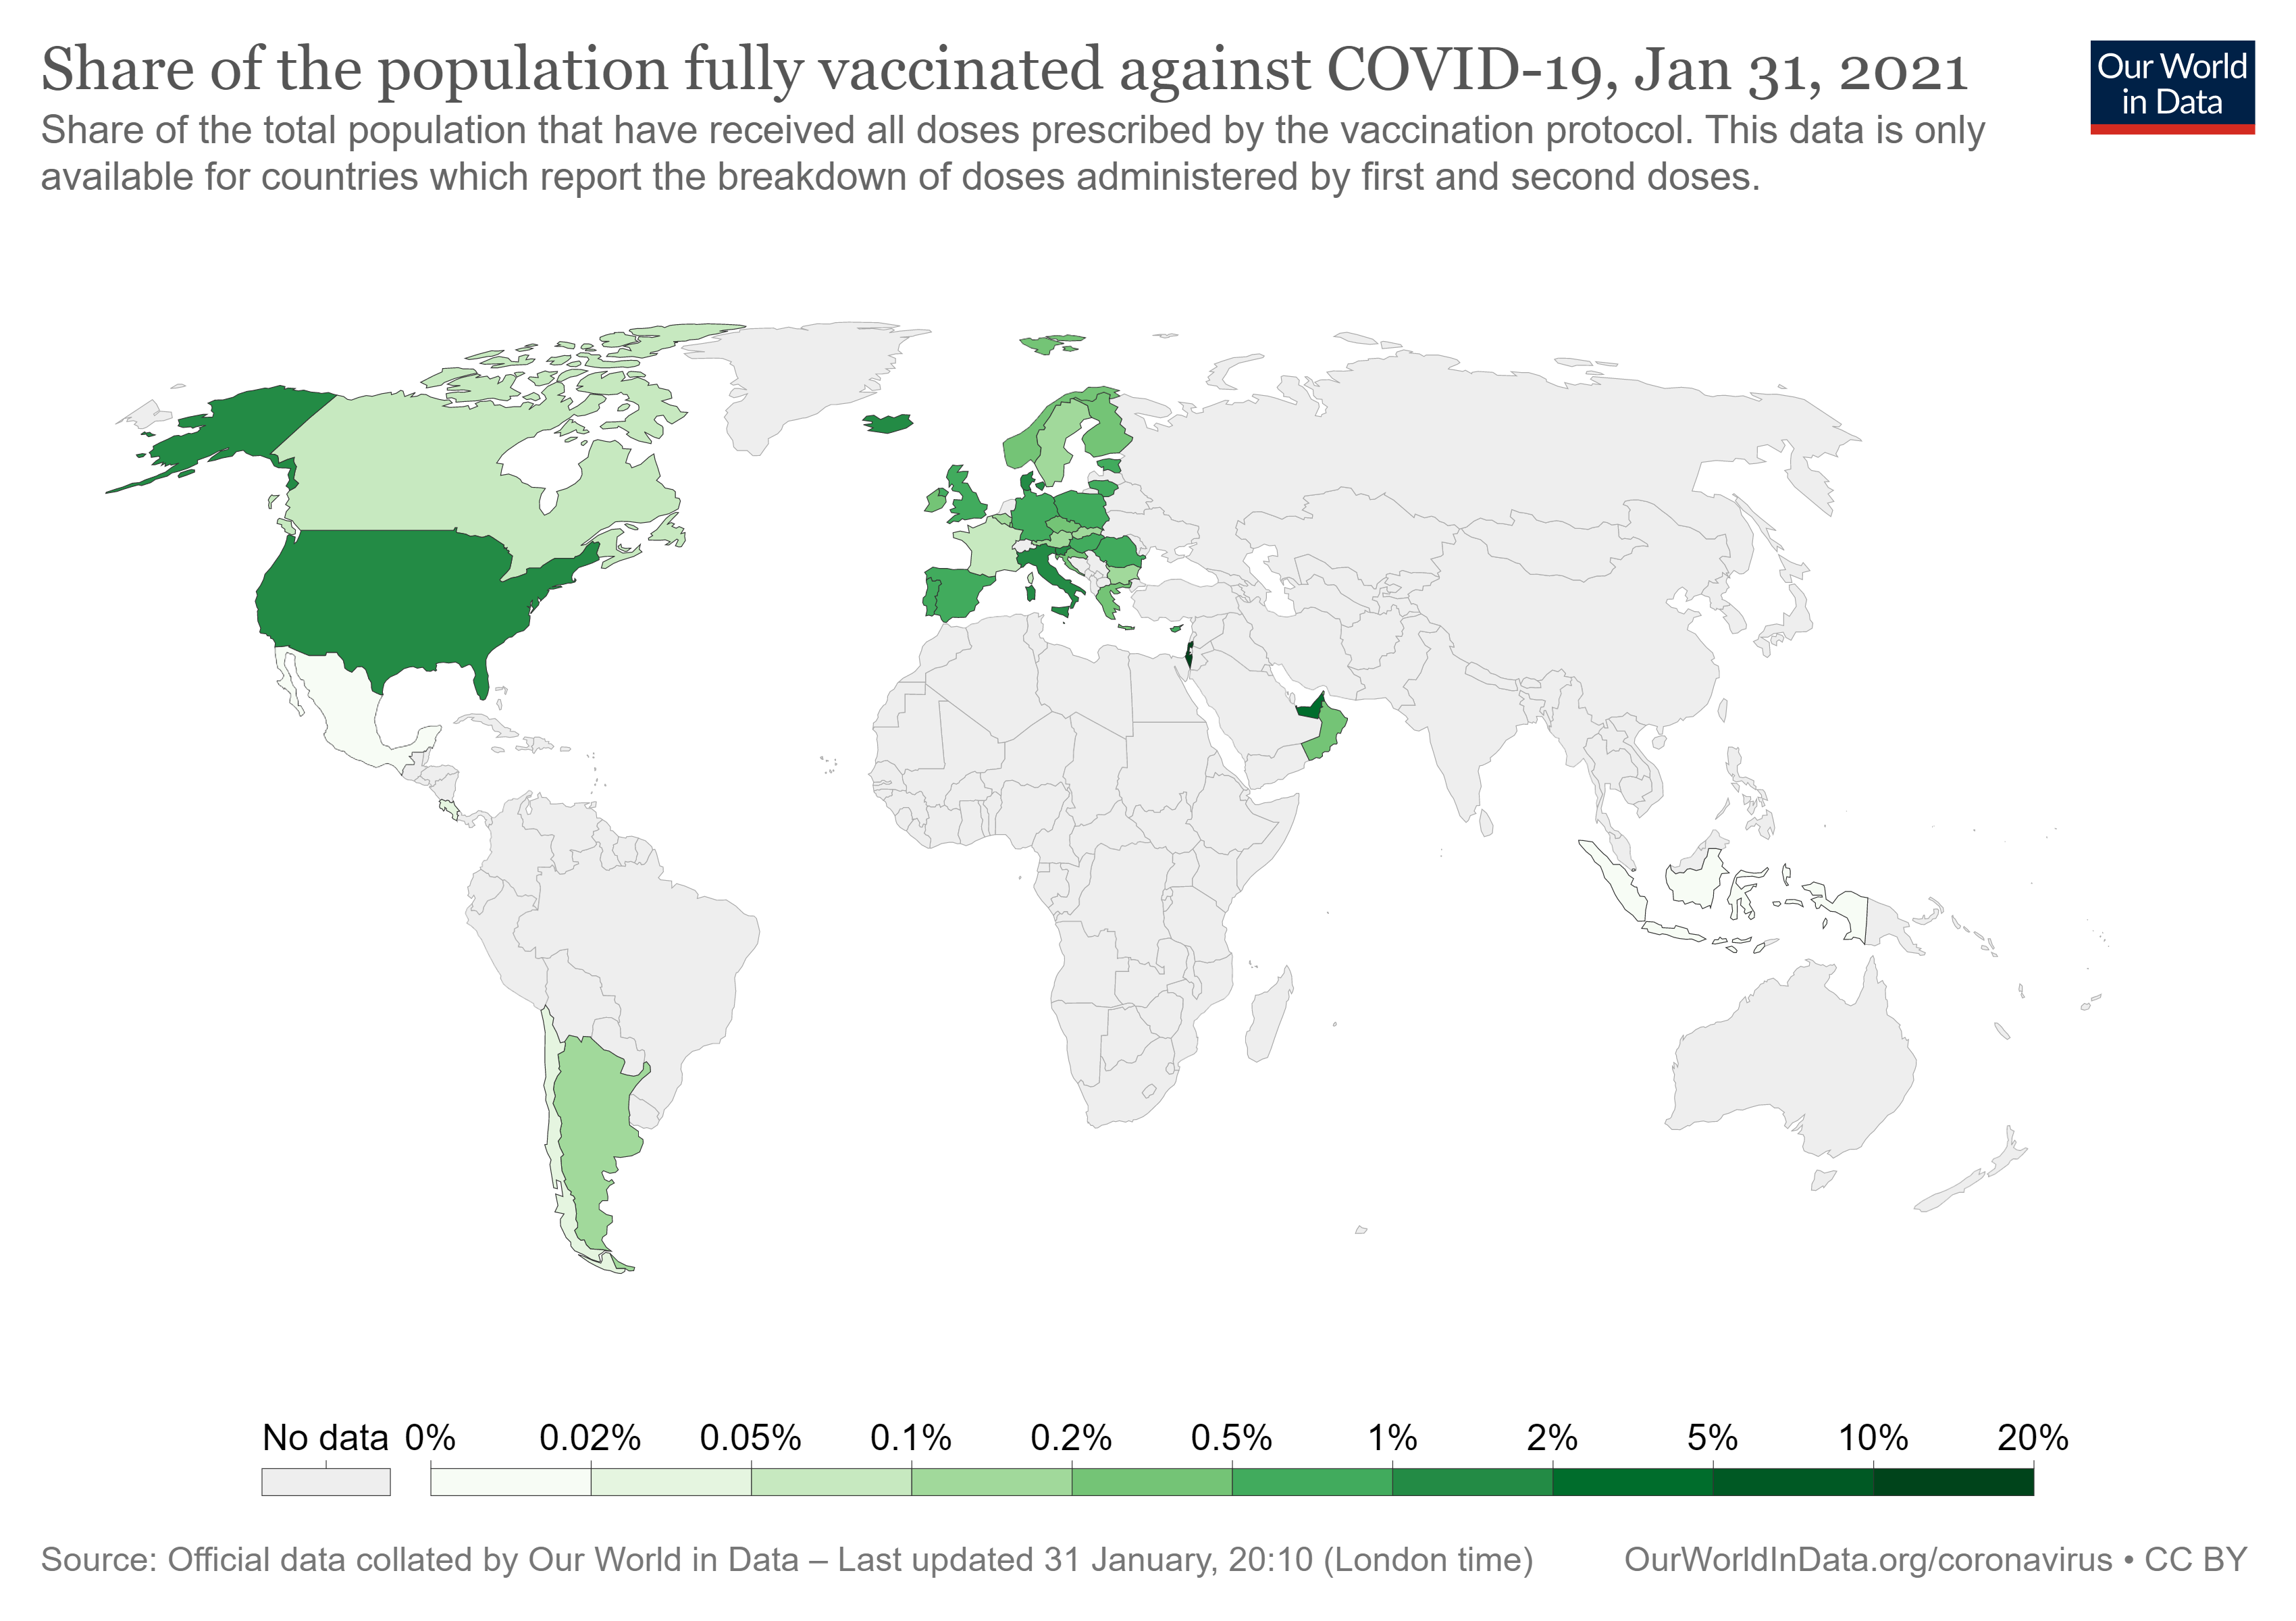 Share of the population fully vaccinated against COVID-19, Jan 31, 2021
Our World
in Data
Share of the total population that have received all doses prescribed by the vaccination protocol. This data is only
available for countries which report the breakdown of doses administered by first and second doses.
No data 0% 0.02% 0.05% 0.1% 0.2% 0.5% 1% 2% 5% 10% 20%
Source: Official data collated by Our World in Data – Last updated 31 January, 20:10 (London time)
OurWorldInData.org/coronavirus • CC BY